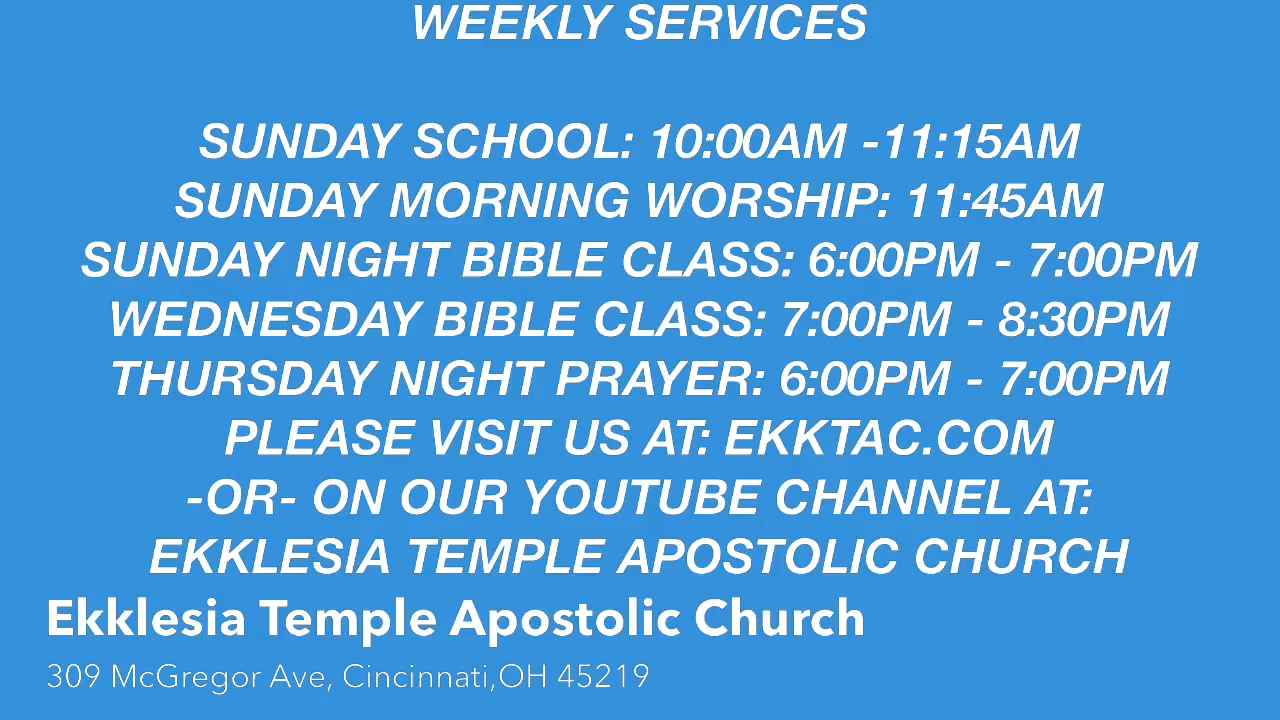 WEEKLY SERVICES
SUNDAY SCHOOL: 10:00AM -11:15AM
SUNDAY MORNING WORSHIP: 11:45AM
SUNDAY NIGHT BIBLE CLASS: 6:00PM - 7:00PM
WEDNESDAY BIBLE CLASS: 7:00PM - 8:30PM
THURSDAY NIGHT PRAYER: 6:00PM - 7:00PM
PLEASE VISIT US AT: EKKTAC.COM
-OR- ON OUR YOUTUBE CHANNEL AT:
EKKLESIA TEMPLE APOSTOLIC CHURCH
Ekklesia Temple Apostolic Church
309 McGregor Ave, Cincinnati,OH 45219